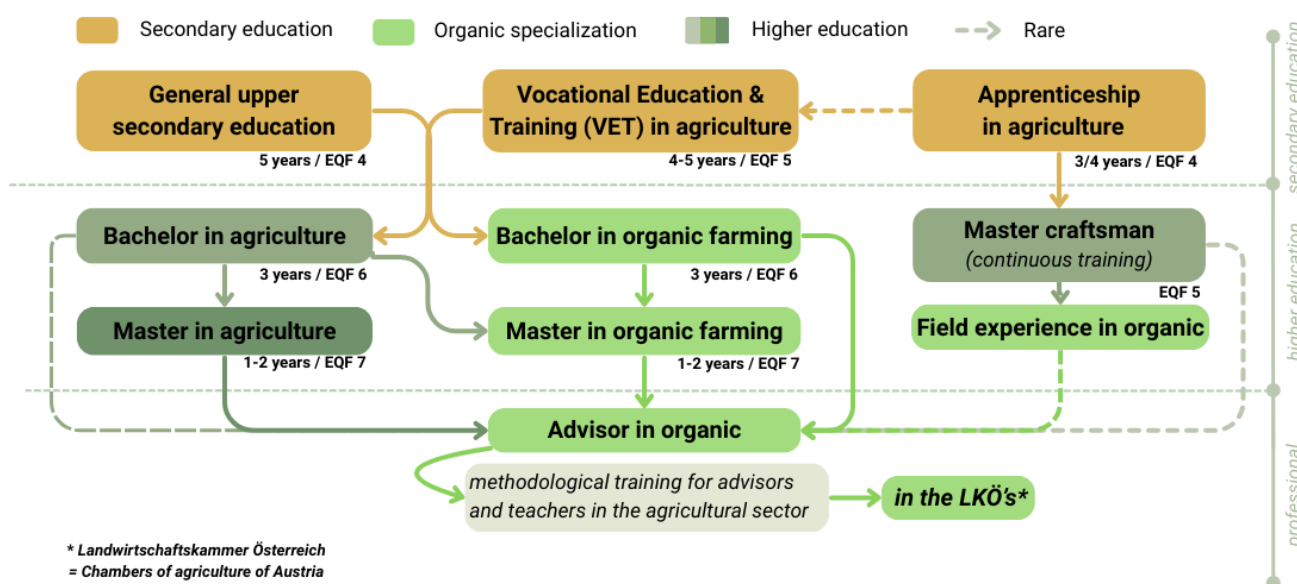 Secondary education
Organic specialization
Higher education
Rare
General upper
secondary education
5 years / EQF 4
Vocational Education &
Training (VET) in agriculture
4-5 years / EQF 5
Apprenticeship
in agriculture
3/4 years / EQF 4
secondary education
Bachelor in agriculture
3 years / EQF 6
Bachelor in organic farming
3 years / EQF 6
Master craftsman
(continuous training)
EQF 5
higher education
Master in agriculture
1-2 years / EQF 7
Master in organic farming
1-2 years / EQF 7
Field experience in organic
Advisor in organic
professional
methodological training for advisors
and teachers in the agricultural sector
in the LKÖ's*
* Landwirtschaftskammer Österreich
= Chambers of agriculture of Austria